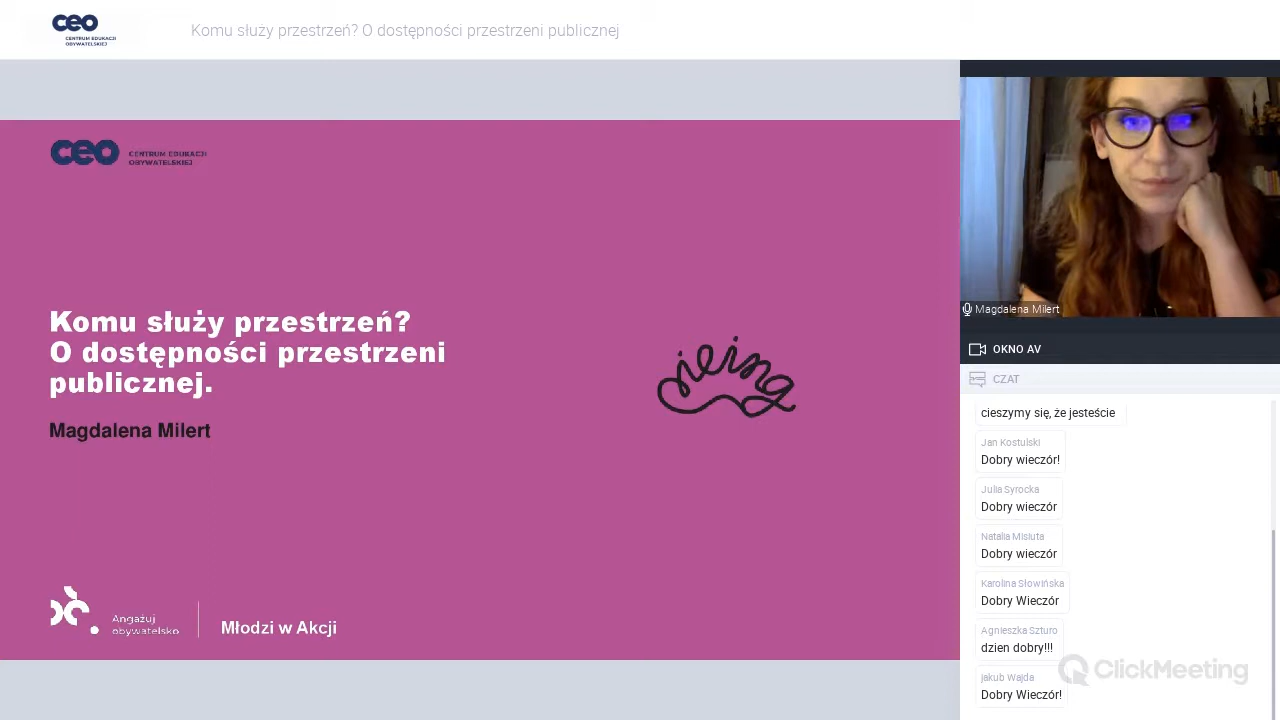 ceo
CENTRUM EDUKACJI
OBYWATELSKIEJ
Komu służy przestrzeń? O dostępności przestrzeni publicznej
ceo
CENTRUM EDUKACJI
OBYWATELSKIEJ
Komu służy przestrzeń?
O dostępności przestrzeni
publicznej.
Magdalena Milert
Angażuj
obywatelsko
Młodzi w Akcji
Magdalena Milert
OKNO AV
CZAT
cieszymy się, że jesteście
Jan Kostulski
Dobry wieczór!
Julia Syrocka
Dobry wieczór
Natalia Misiuta
Dobry wieczór
Karolina Słowińska
Dobry Wieczór
Agnieszka Szturo
dzien dobry!!!
jakub Wajda
Dobry Wieczór!
ClickMeeting